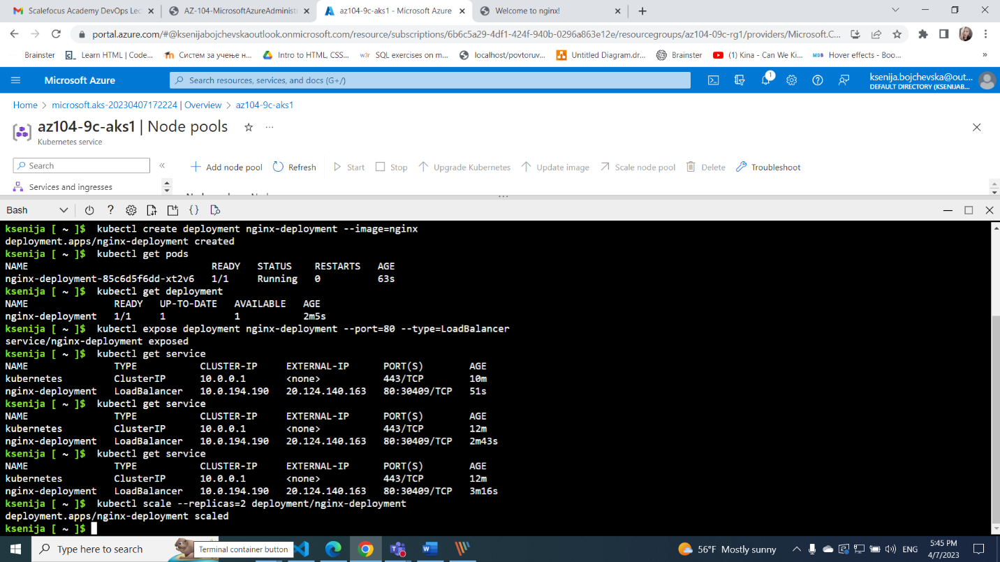 Scalefocus Academy DevOps Lec
AZ-104-MicrosoftAzureAdministr
az104-9c-aks1 - Microsoft Azure
Welcome to nginx!
portal.azure.com/#@ksenijabojchevskaoutlook.onmicrosoft.com/resource/subscriptions/6b6c5a29-4df1-424f-940b-0296a863e12e/resourcegroups/az104-09c-rg1/providers/Microsoft.C...
Brainster
Learn HTML | Code...
Систем за учење н...
Intro to HTML, CSS...
w3r SQL exercises on m...
localhost/povtoruv...
Untitled Diagram.dr...
Brainster
(1) Kina - Can We Ki...
MDB Hover effects - Boo...
»
Microsoft Azure
Search resources, services, and docs (G+/)
1
ksenija.bojchevska@out...
DEFAULT DIRECTORY (KSENIJAB...
Home > microsoft.aks-20230407172224 | Overview > az104-9c-aks1
az104-9c-aks1 | Node pools
Kubernetes service
Search
«
Add node pool
Refresh
Start
Stop
Upgrade Kubernetes
Update image
Scale node pool
Delete
Troubleshoot
Services and ingresses
Bash
ksenija [ ~ ]$ kubectl create deployment nginx-deployment --image=nginx
deployment.apps/nginx-deployment created
ksenija [ ~ ]$ kubectl get pods
NAME READY STATUS RESTARTS AGE
nginx-deployment-85c6d5f6dd-xt2v6 1/1 Running 0 63s
ksenija [ ~ ]$ kubectl get deployment
NAME READY UP-TO-DATE AVAILABLE AGE
nginx-deployment 1/1 1 1 2m5s
ksenija [ ~ ]$ kubectl expose deployment nginx-deployment --port=80 --type=LoadBalancer
service/nginx-deployment exposed
ksenija [ ~ ]$ kubectl get service
NAME TYPE CLUSTER-IP EXTERNAL-IP PORT(S) AGE
kubernetes ClusterIP 10.0.0.1 <none> 443/TCP 10m
nginx-deployment LoadBalancer 10.0.194.190 20.124.140.163 80:30409/TCP 51s
ksenija [ ~ ]$ kubectl get service
NAME TYPE CLUSTER-IP EXTERNAL-IP PORT(S) AGE
kubernetes ClusterIP 10.0.0.1 <none> 443/TCP 12m
nginx-deployment LoadBalancer 10.0.194.190 20.124.140.163 80:30409/TCP 2m43s
ksenija [ ~ ]$ kubectl get service
NAME TYPE CLUSTER-IP EXTERNAL-IP PORT(S) AGE
kubernetes ClusterIP 10.0.0.1 <none> 443/TCP 12m
nginx-deployment LoadBalancer 10.0.194.190 20.124.140.163 80:30409/TCP 3m16s
ksenija [ ~ ]$ kubectl scale --replicas=2 deployment/nginx-deployment
deployment.apps/nginx-deployment scaled
ksenija [ ~ ]$
Type here to search
Terminal container button
56°F Mostly sunny
ENG
5:45 PM
4/7/2023